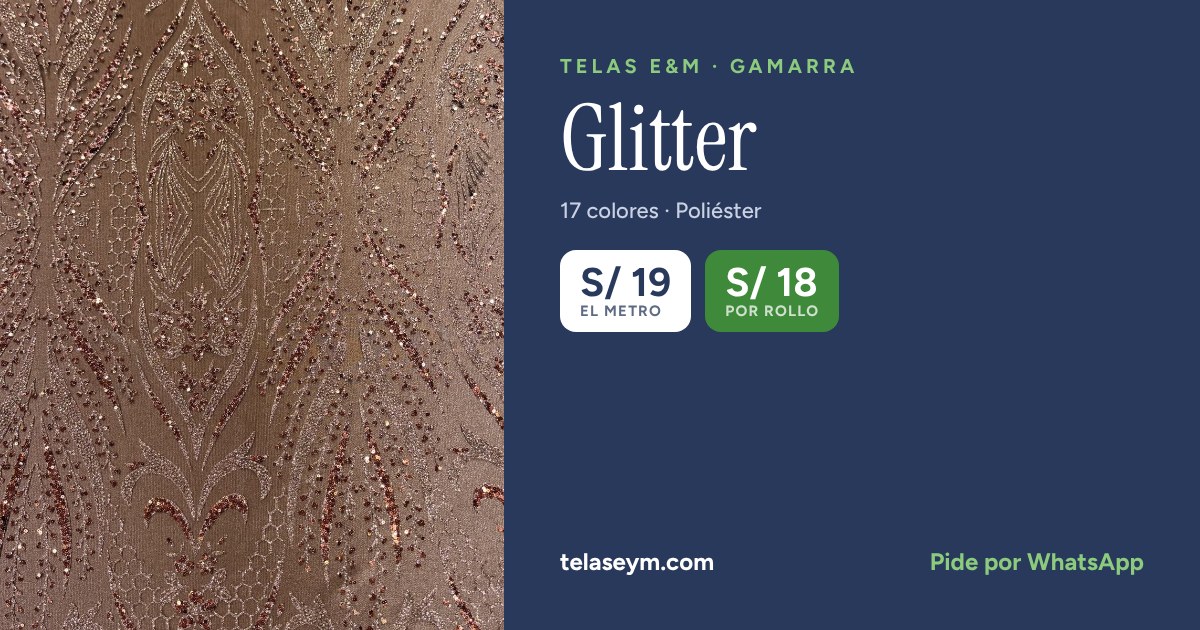 TELAS E&M · GAMARRA
Glitter
17 colores · Poliéster
S/ 19
EL METRO
S/ 18
POR ROLLO
telaseym.com
Pide por WhatsApp